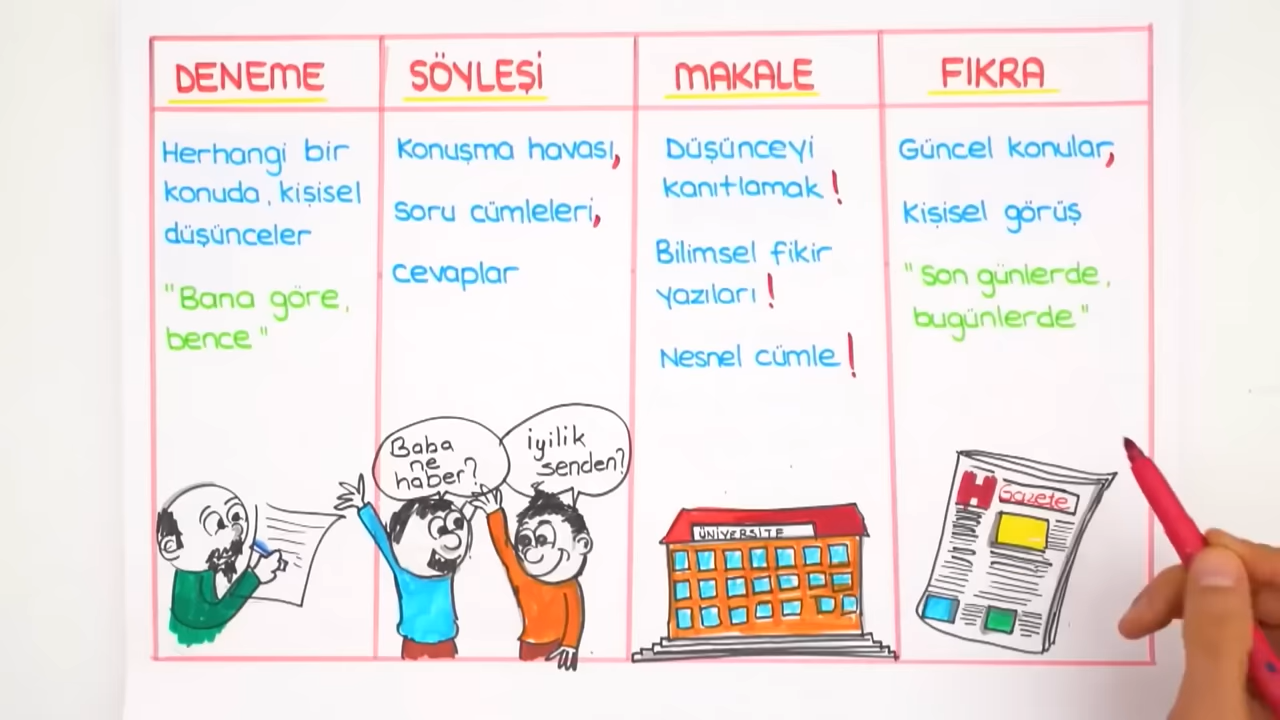 DENEME
Herhangi bir
konuda, kişisel
düşünceler
"Bana göre,
bence"
SÖYLEŞİ
Konuşma havası,
soru cümleleri,
cevaplar
Baba
ne
haber?
iyilik
senden?
MAKALE
Düşünceyi
kanıtlamak!
Bilimsel fikir
yazıları!
Nesnel cümle!
ÜNİVERSİTE
FIKRA
Güncel konular,
Kişisel görüş
"Son günlerde,
bugünlerde"
H Gazete